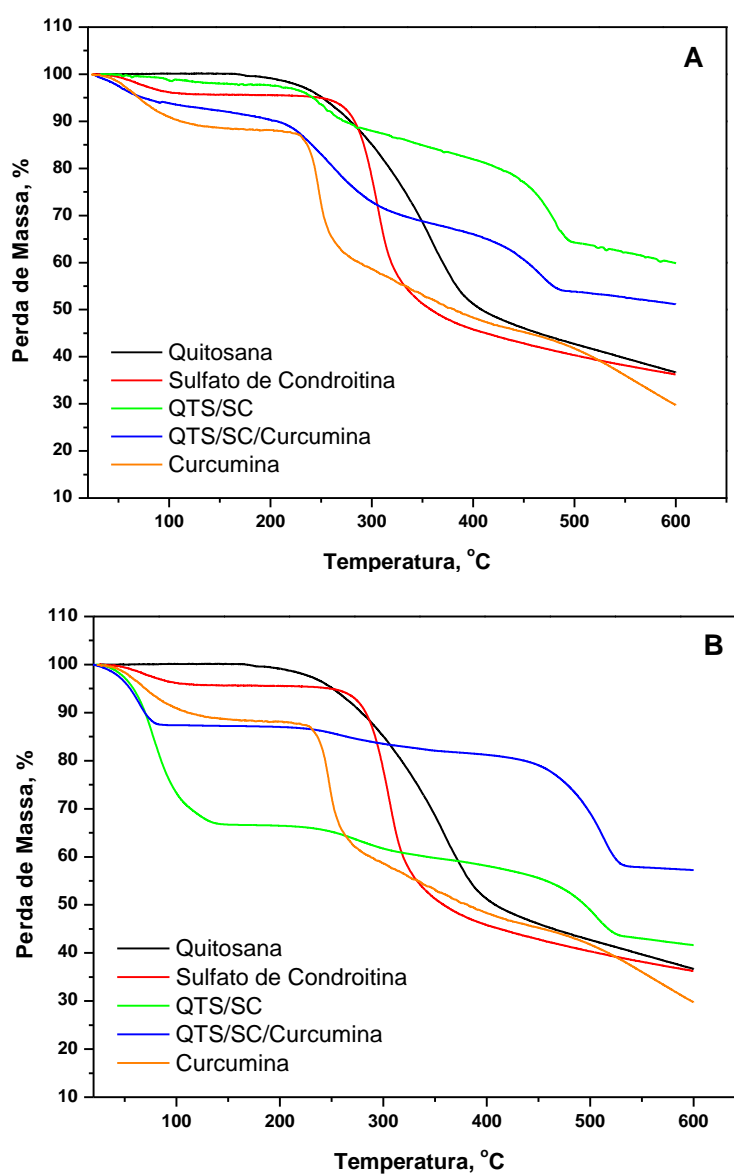 110
A
100
90
80
70
60
50
40
30
20
10
Perda de Massa, %
Quitosana
Sulfato de Condroitina
QTS/SC
QTS/SC/Curcumina
Curcumina
100 200 300 400 500 600
Temperatura, °C
110
B
100
90
80
70
60
50
40
30
20
10
Perda de Massa, %
Quitosana
Sulfato de Condroitina
QTS/SC
QTS/SC/Curcumina
Curcumina
100 200 300 400 500 600
Temperatura, °C